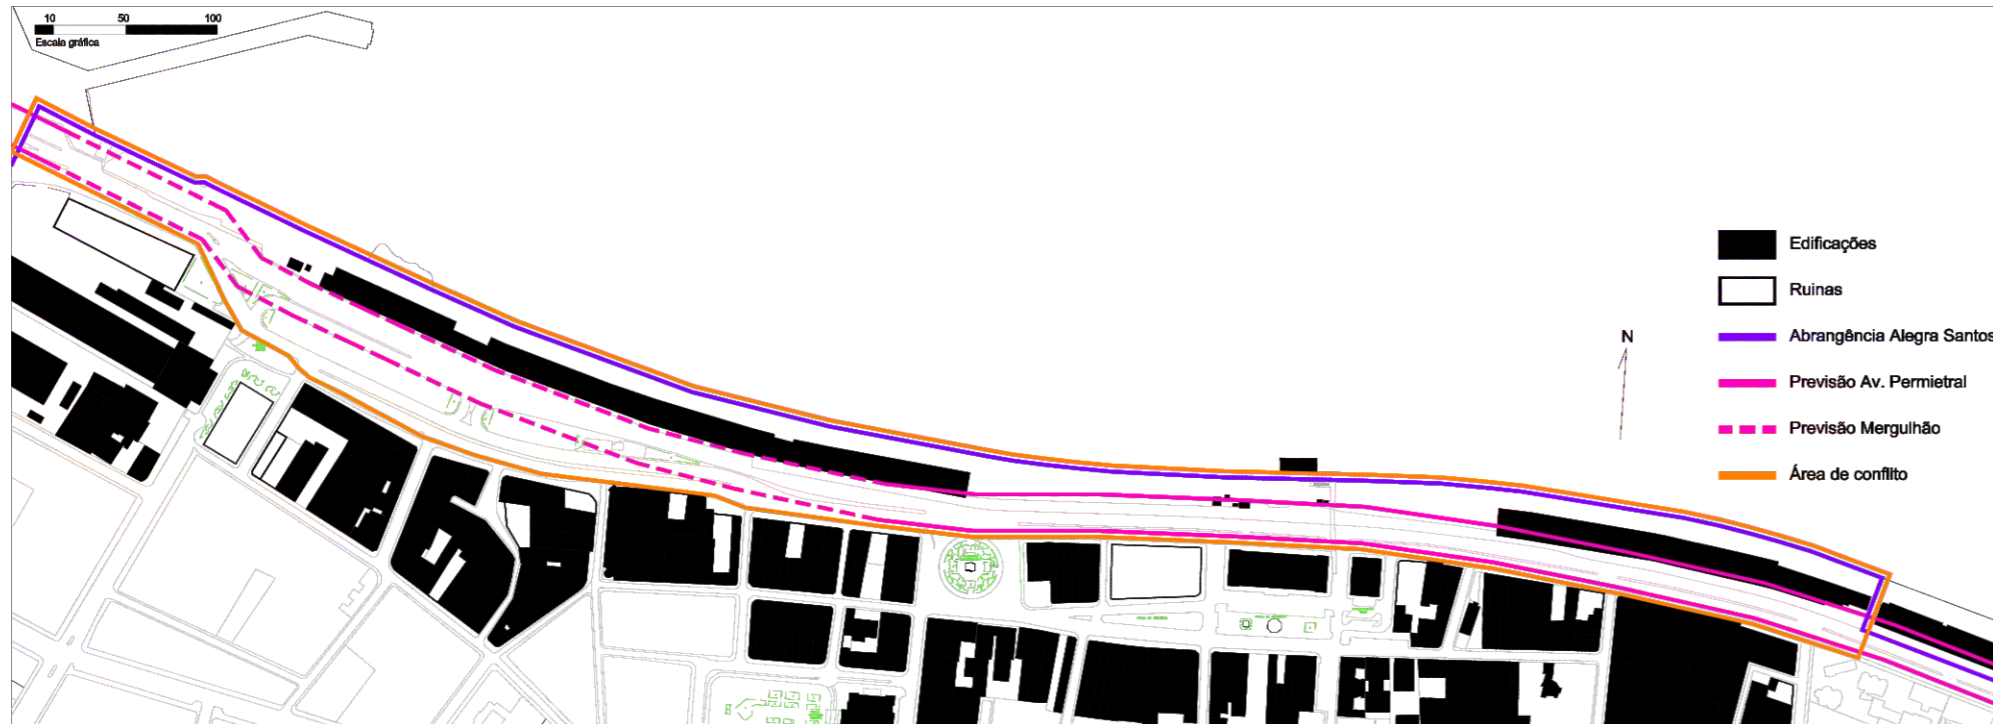 10 50 100
Escala gráfica
Edificações
Ruinas
N
Abrangência Alegra Santos
Previsão Av. Permietral
Previsão Mergulhão
Área de conflito